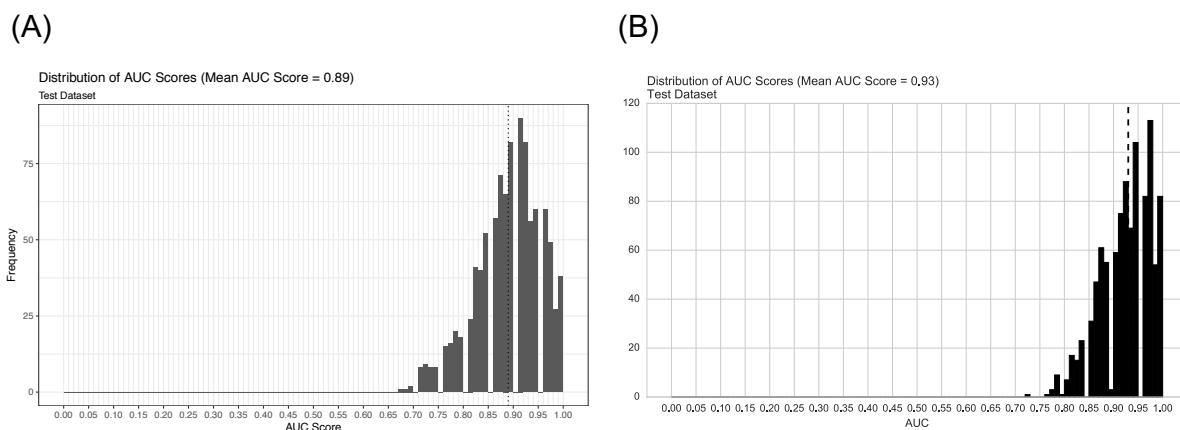 (A)
Distribution of AUC Scores (Mean AUC Score = 0.89)
Test Dataset
Frequency
75
50
25
0
0.00 0.05 0.10 0.15 0.20 0.25 0.30 0.35 0.40 0.45 0.50 0.55 0.60 0.65 0.70 0.75 0.80 0.85 0.90 0.95 1.00
AUC Score
(B)
Distribution of AUC Scores (Mean AUC Score = 0.93)
Test Dataset
120
100
80
60
40
20
0
0.00 0.05 0.10 0.15 0.20 0.25 0.30 0.35 0.40 0.45 0.50 0.55 0.60 0.65 0.70 0.75 0.80 0.85 0.90 0.95 1.00
AUC